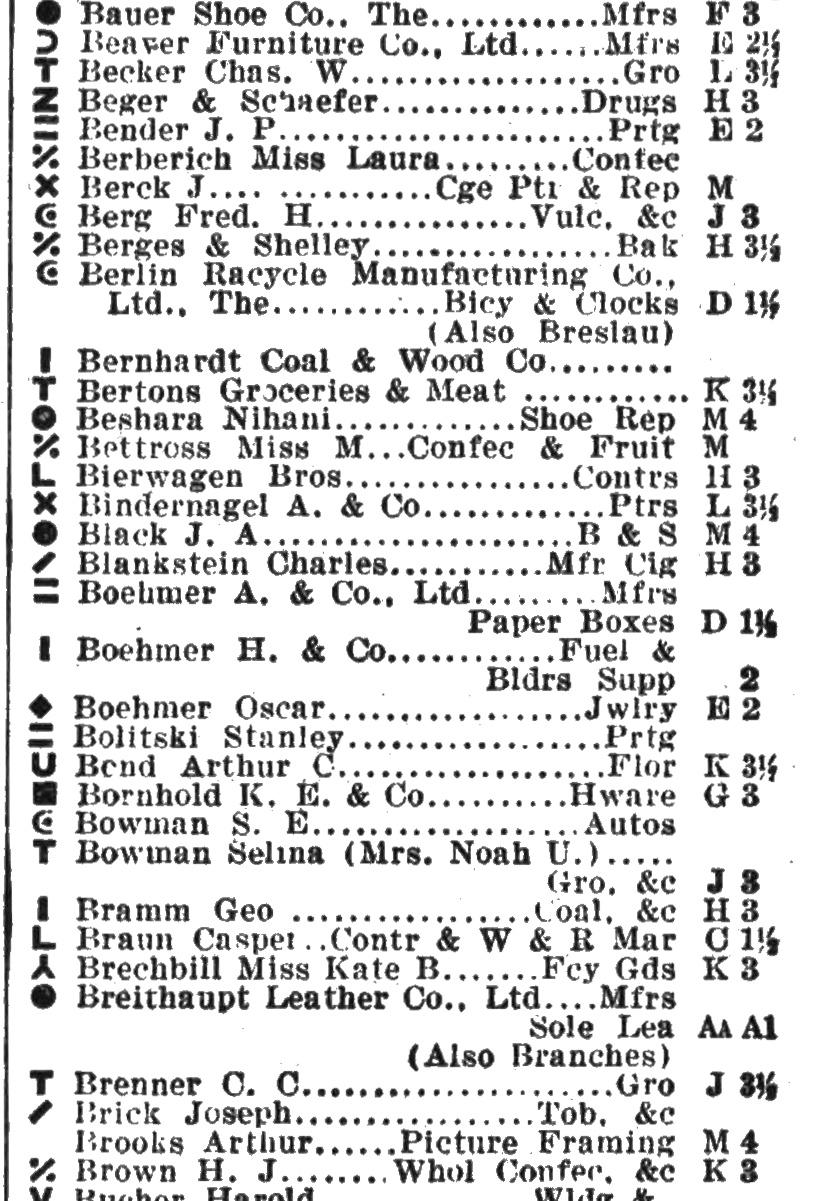 Bauer Shoe Co., The............Mfrs F 3
Beaver Furniture Co., Ltd......Mfrs E 2½
T Becker Chas. W....................Gro L 3½
Z Beger & Schaefer..............Drugs H 3
Bender J. P........................Prtg E 2
Berberich Miss Laura.........Confec
Berck J.... ...........Cge Ptr & Rep M
Berg Fred. H................Vulc, &c J 3
Berges & Shelley..................Bak H 3½
Berlin Racycle Manufacturing Co.,
Ltd., The............Bicy & Clocks D 1½
(Also Breslau)
Bernhardt Coal & Wood Co.........
T Bertons Groceries & Meat ............ K 3½
Beshara Nihani.............Shoe Rep M 4
Bettross Miss M...Confec & Fruit M
L Bierwagen Bros.................Contrs H 3
Bindernagel A. & Co.............Ptrs L 3½
Black J. A.......................B & S M 4
Blankstein Charles...........Mfr Cig H 3
Boehmer A. & Co., Ltd.........Mfrs
Paper Boxes D 1½
Boehmer H. & Co............Fuel &
Bldrs Supp 2
Boehmer Oscar...................Jwlry E 2
Bolitski Stanley..................Prtg
U Bond Arthur C....................Flor K 3½
Bornhold K. E. & Co..........Hware G 3
Bowman S. E....................Autos
T Bowman Selina (Mrs. Noah U.).....
Gro, &c J 3
Bramm Geo ..................Coal, &c H 3
L Braun Casper..Contr & W & R Mar C 1½
Brechbill Miss Kate B.......Fcy Gds K 3
Breithaupt Leather Co., Ltd....Mfrs
Sole Lea AA A1
(Also Branches)
T Brenner C. C.......................Gro J 3½
Brick Joseph..................Tob, &c
Brooks Arthur......Picture Framing M 4
Brown H. J........Whol Confec, &c K 3